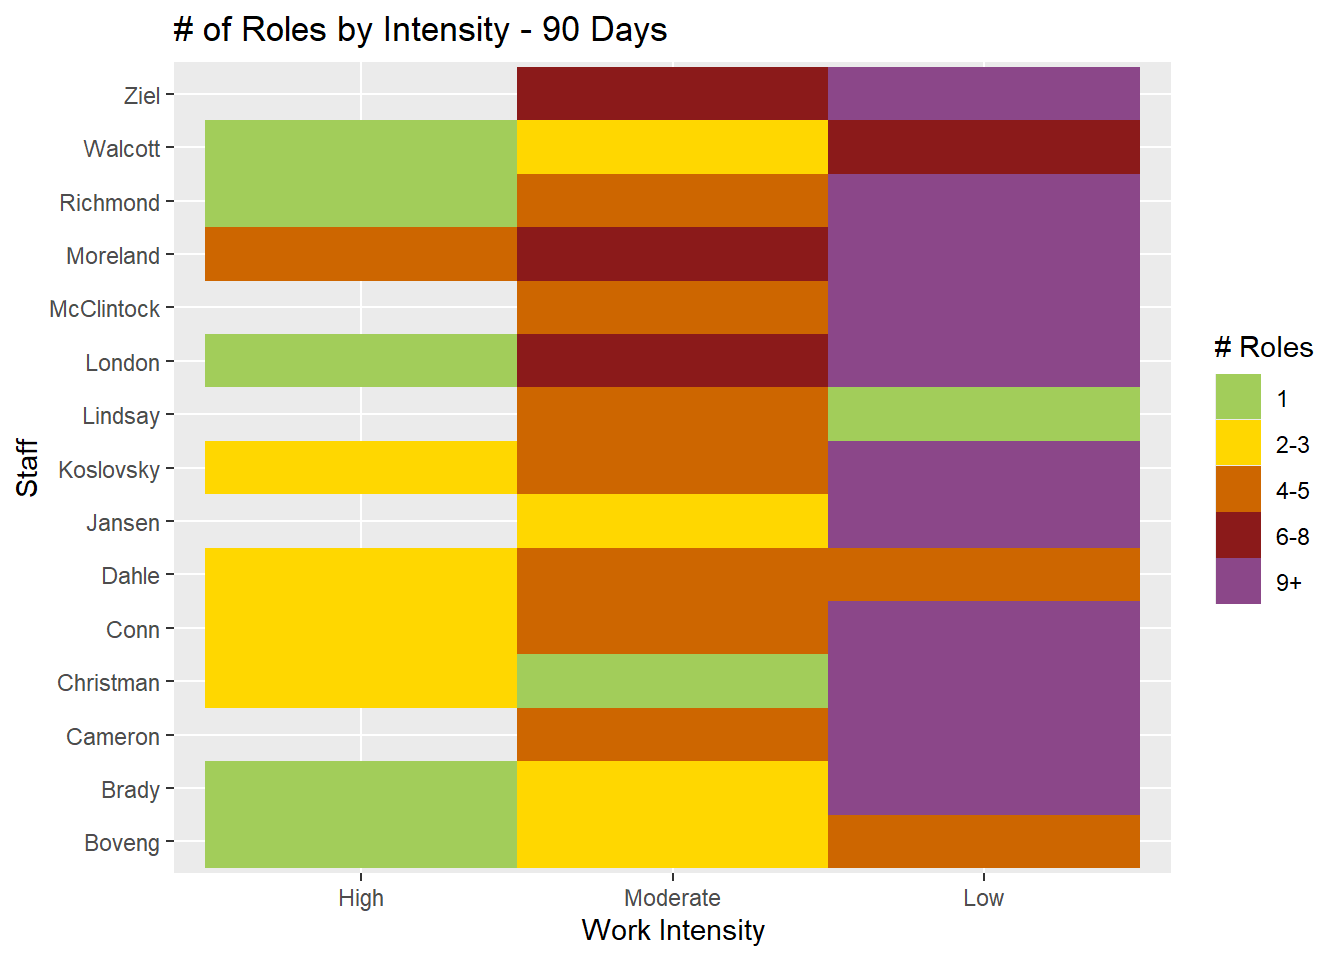 # of Roles by Intensity - 90 Days
Ziel
Walcott
Richmond
Moreland
McClintock
London
Lindsay
Koslovsky
Jansen
Dahle
Conn
Christman
Cameron
Brady
Boveng
Staff
High
Moderate
Low
Work Intensity
# Roles
1
2-3
4-5
6-8
9+